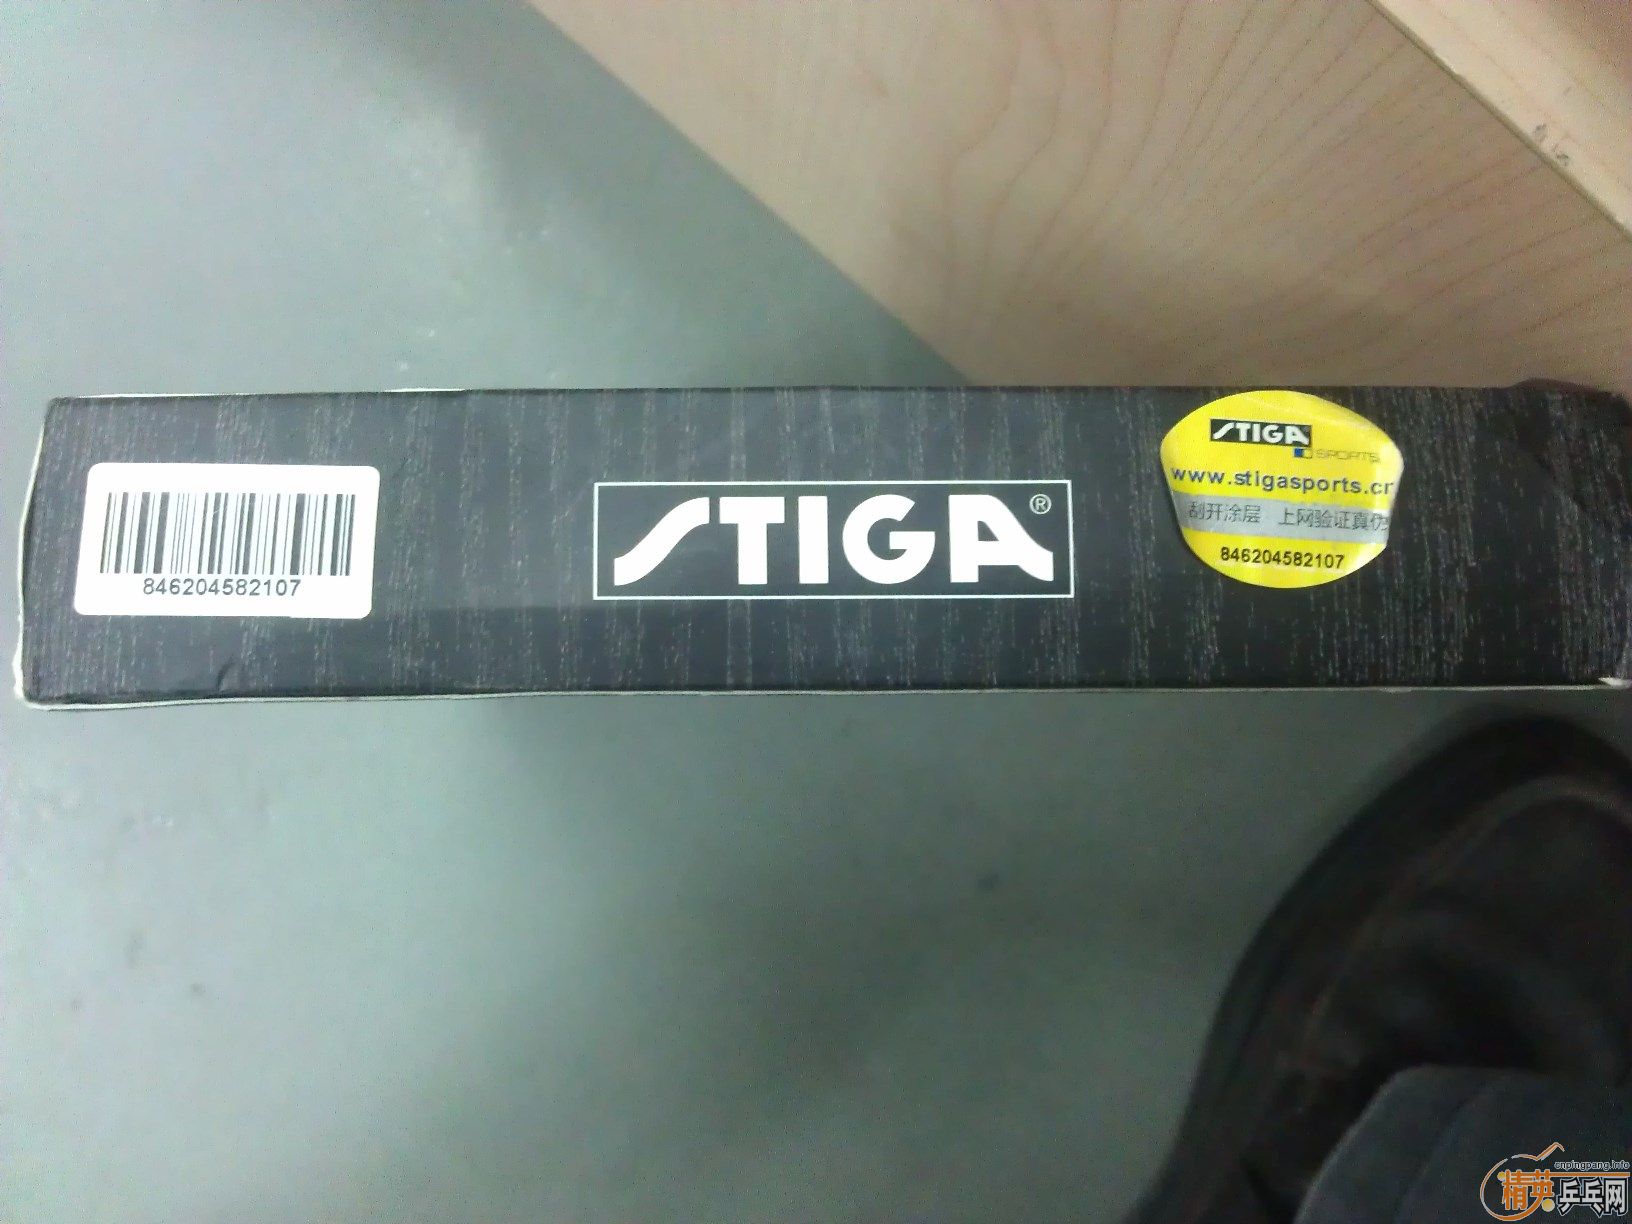 846204582107
STIGA®
STIGA
SPORTS
www.stigasports.cn
刮开涂层 上网验证真伪
846204582107
cnpingpang.info
精英乒乓网